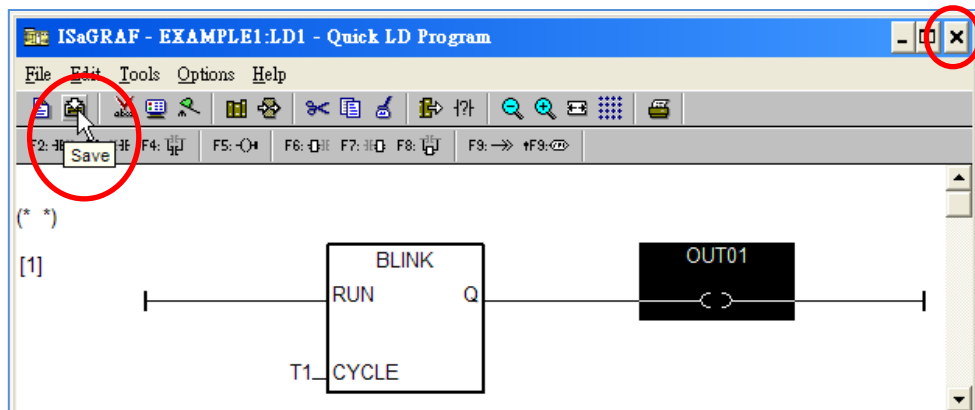 ISaGRAF - EXAMPLE1:LD1 - Quick LD Program
File Edit Tools Options Help
F2: F4: F5: F6: F7: F8: F9: ↑F9:
Save
(* *)
[1]
BLINK
OUT01
RUN Q
T1 CYCLE